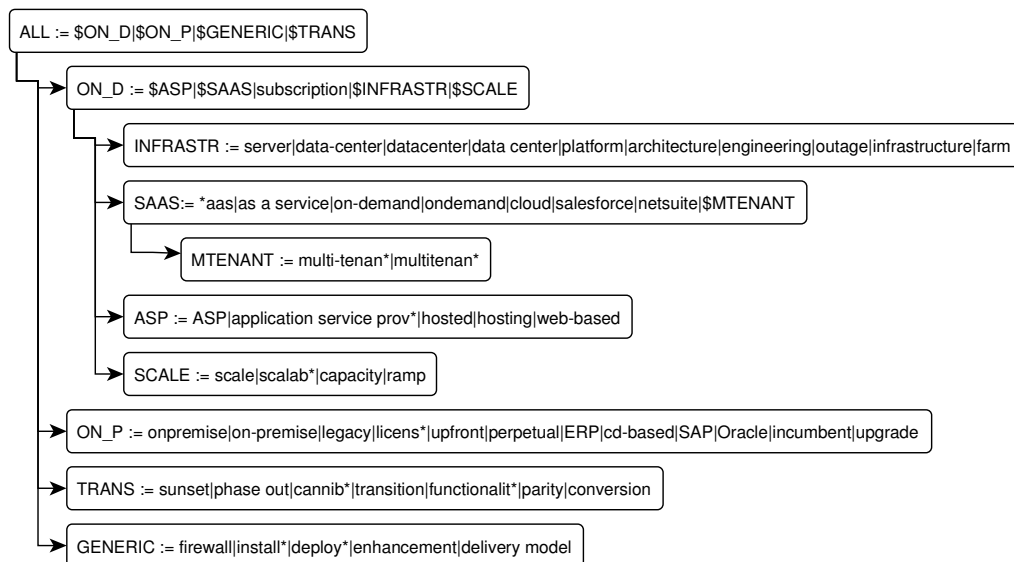 ALL := $ON_D|$ON_P|$GENERIC|$TRANS
ON_D := $ASP|$SAAS|subscription|$INFRASTR|$SCALE
INFRASTR := server|data-center|datacenter|data center|platform|architecture|engineering|outage|infrastructure|farm
SAAS:= *aas|as a service|on-demand|ondemand|cloud|salesforce|netsuite|$MTENANT
MTENANT := multi-tenan*|multitenan*
ASP := ASP|application service prov*|hosted|hosting|web-based
SCALE := scale|scalab*|capacity|ramp
ON_P := onpremise|on-premise|legacy|licens*|upfront|perpetual|ERP|cd-based|SAP|Oracle|incumbent|upgrade
TRANS := sunset|phase out|cannib*|transition|functionalit*|parity|conversion
GENERIC := firewall|install*|deploy*|enhancement|delivery model